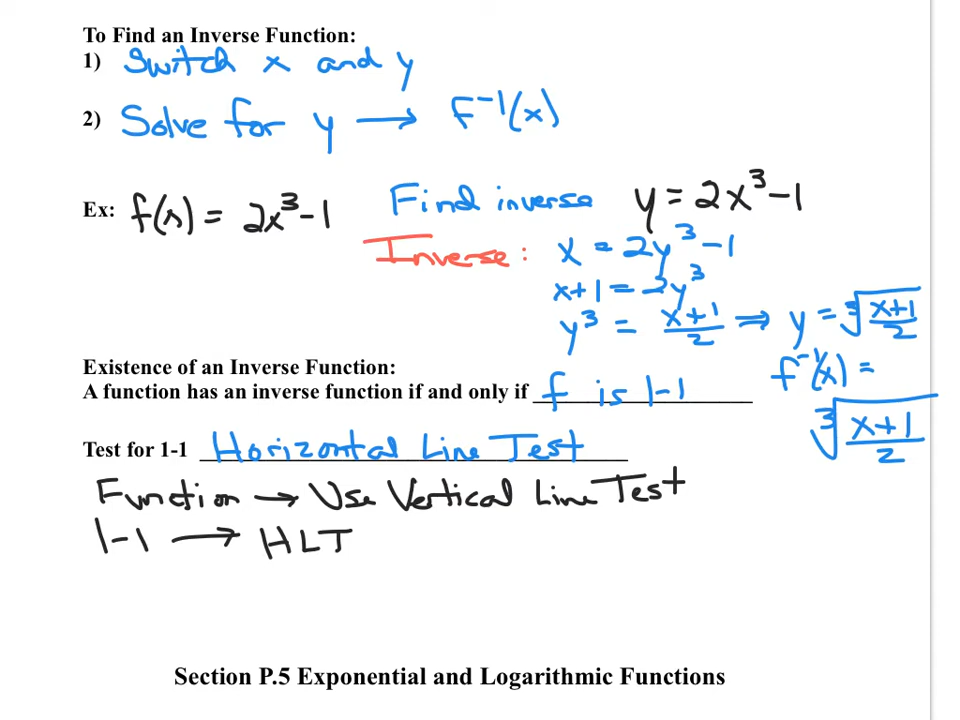 To Find an Inverse Function:
1) Switch x and y
2) Solve for y → f⁻¹(x)
Ex: f(x) = 2x³-1 Find inverse y = 2x³-1
Inverse: x = 2y³-1
x+1 = 2y³
y³ = (x+1)/2 ⇒ y = ∛((x+1)/2)
Existence of an Inverse Function:
f⁻¹(x) =
A function has an inverse function if and only if f is 1-1
∛((x+1)/2)
Test for 1-1 Horizontal Line Test
Function → Use Vertical Line Test
1-1 → HLT
Section P.5 Exponential and Logarithmic Functions